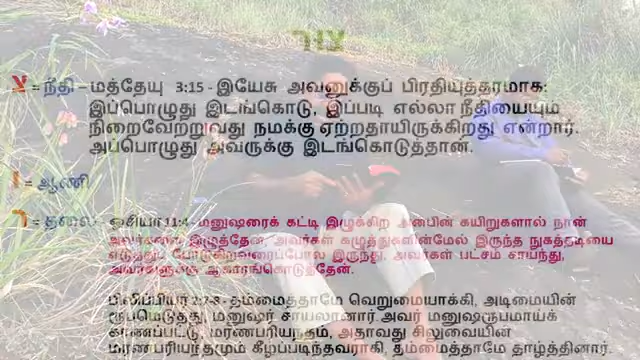 צור
צ = நீதி – மத்தேயு 3:15 - இயேசு அவனுக்குப் பிரதியுத்தரமாக:
இப்பொழுது இடங்கொடு, இப்படி எல்லா நீதியையும்
நிறைவேற்றுவது நமக்கு ஏற்றதாயிருக்கிறது என்றார்.
அப்பொழுது அவருக்கு இடங்கொடுத்தான்.
ו = ஆணி
ר = தலை - ஓசியா 11:4 - மனுஷரைக் கட்டி இழுக்கிற அன்பின் கயிறுகளால் நான்
அவர்களை இழுத்தேன், அவர்கள் கழுத்துகளின்மேல் இருந்த நுகத்தடியை
எடுத்துப் போடுகிறவரைப்போல இருந்து, அவர்கள் பட்சம் சாய்ந்து,
அவர்களுக்கு ஆகாரங்கொடுத்தேன்.
பிலிப்பியர் 2:7-8 - தம்மைத்தாமே வெறுமையாக்கி, அடிமையின்
ரூபமெடுத்து, மனுஷர் சாயலானார். அவர் மனுஷரூபமாய்க்
காணப்பட்டு, மரணபரியந்தம், அதாவது சிலுவையின்
மரணபரியந்தமும் கீழ்ப்படிந்தவராகி, தம்மைத்தாமே தாழ்த்தினார்.